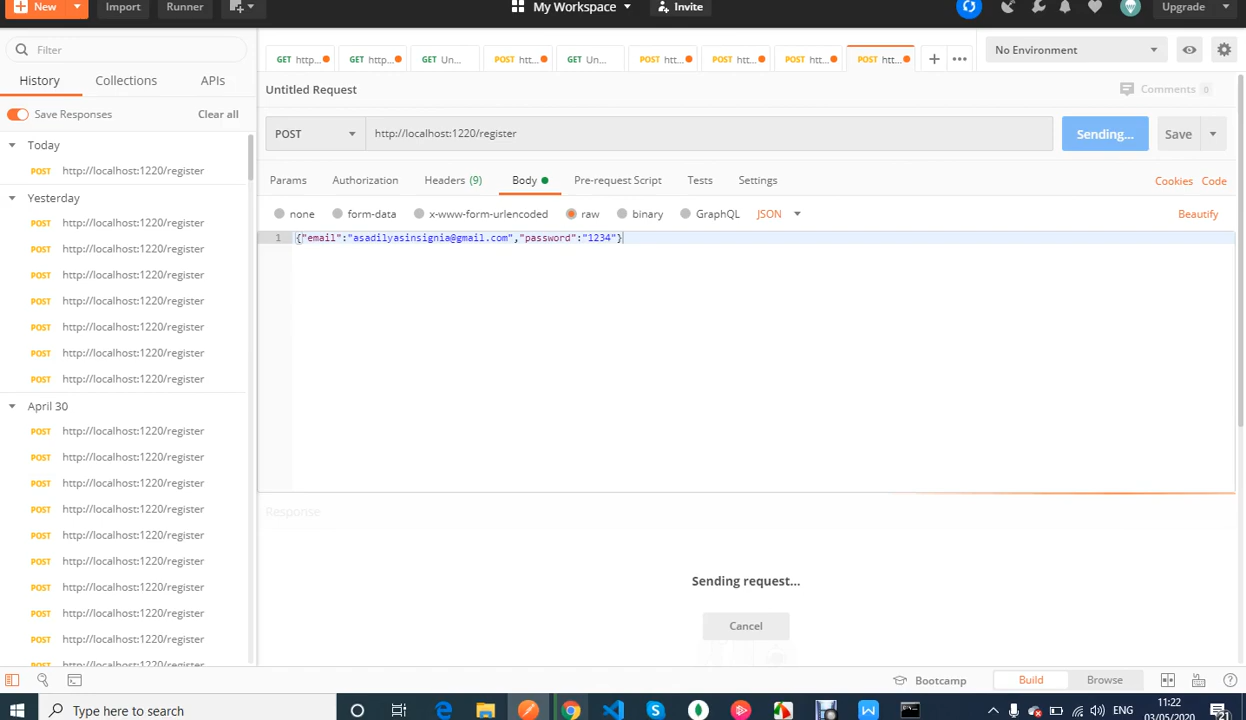 New Import Runner My Workspace Invite Upgrade
Filter
GET http... GET http... GET Un... POST htt... GET Un... POST htt... POST htt... POST htt... POST htt... No Environment
History Collections APIs
Untitled Request Comments 0
Save Responses Clear all
POST http://localhost:1220/register Sending... Save
Today
POST http://localhost:1220/register
Params Authorization Headers (9) Body Pre-request Script Tests Settings Cookies Code
Yesterday
none form-data x-www-form-urlencoded raw binary GraphQL JSON Beautify
POST http://localhost:1220/register
1 {"email":"asadilyasinsignia@gmail.com","password":"1234"}
POST http://localhost:1220/register
POST http://localhost:1220/register
POST http://localhost:1220/register
POST http://localhost:1220/register
POST http://localhost:1220/register
POST http://localhost:1220/register
April 30
POST http://localhost:1220/register
POST http://localhost:1220/register
POST http://localhost:1220/register
POST http://localhost:1220/register
Response
POST http://localhost:1220/register
POST http://localhost:1220/register
POST http://localhost:1220/register
Sending request...
POST http://localhost:1220/register
Cancel
POST http://localhost:1220/register
POST http://localhost:1220/register
Bootcamp Build Browse
Type here to search
ENG
11:22
03/05/2020
21